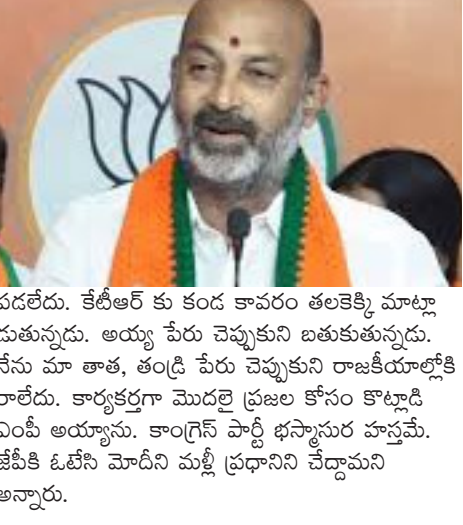 పడలేదు. కేటీఆర్ కు కండ కావరం తలకెక్కి మాట్లా
డుతున్నడు. అయ్య పేరు చెప్పుకుని బతుకుతున్నడు.
నేను మా తాత, తండ్రి పేరు చెప్పుకుని రాజకీయాల్లోకి
రాలేదు. కార్యకర్తగా మొదలై ప్రజల కోసం కొట్లాడి
ఎంపీ అయ్యాను. కాంగ్రెస్ పార్టీ భస్మాసుర హస్తమే.
జేపీకి ఓటేసి మోదీని మళ్లీ ప్రధానిని చేద్దామని
అన్నారు.